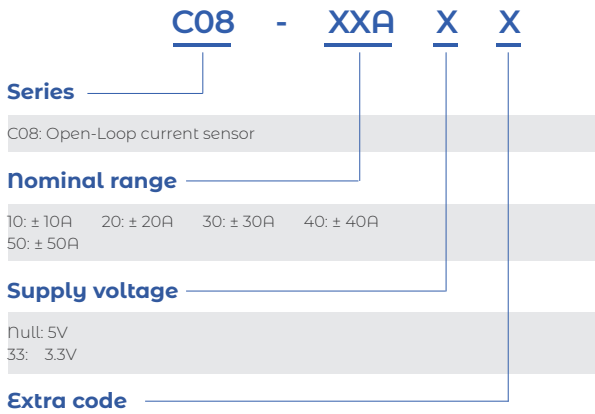 C08 - XXA X X
Series
C08: Open-Loop current sensor
Nominal range
10: ± 10A 20: ± 20A 30: ± 30A 40: ± 40A
50: ± 50A
Supply voltage
Null: 5V
33: 3.3V
Extra code